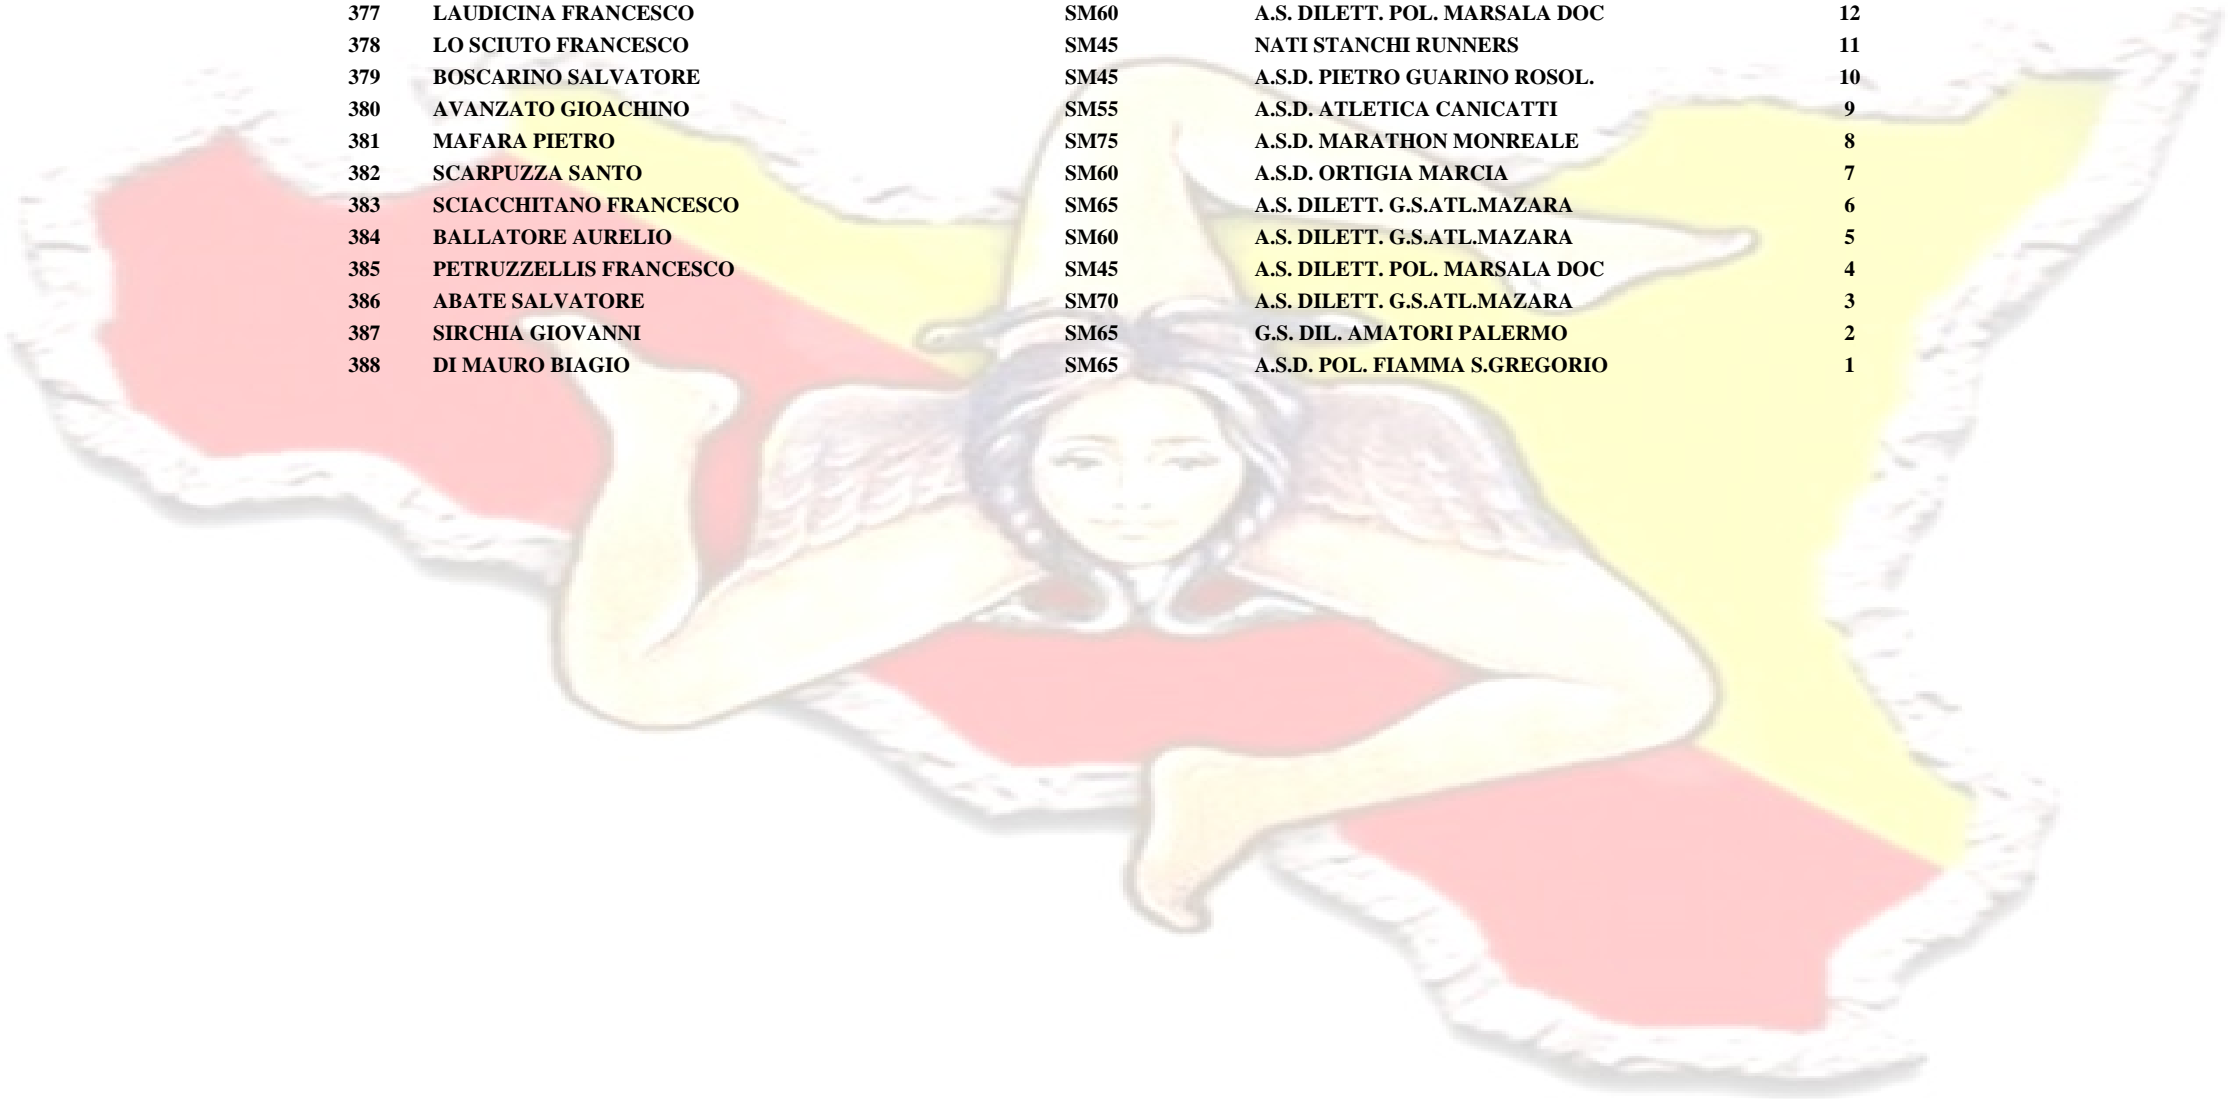 377 LAUDICINA FRANCESCO SM60 A.S. DILETT. POL. MARSALA DOC 12
378 LO SCIUTO FRANCESCO SM45 NATI STANCHI RUNNERS 11
379 BOSCARINO SALVATORE SM45 A.S.D. PIETRO GUARINO ROSOL. 10
380 AVANZATO GIOACHINO SM55 A.S.D. ATLETICA CANICATTI 9
381 MAFARA PIETRO SM75 A.S.D. MARATHON MONREALE 8
382 SCARPUZZA SANTO SM60 A.S.D. ORTIGIA MARCIA 7
383 SCIACCHITANO FRANCESCO SM65 A.S. DILETT. G.S.ATL.MAZARA 6
384 BALLATORE AURELIO SM60 A.S. DILETT. G.S.ATL.MAZARA 5
385 PETRUZZELLIS FRANCESCO SM45 A.S. DILETT. POL. MARSALA DOC 4
386 ABATE SALVATORE SM70 A.S. DILETT. G.S.ATL.MAZARA 3
387 SIRCHIA GIOVANNI SM65 G.S. DIL. AMATORI PALERMO 2
388 DI MAURO BIAGIO SM65 A.S.D. POL. FIAMMA S.GREGORIO 1